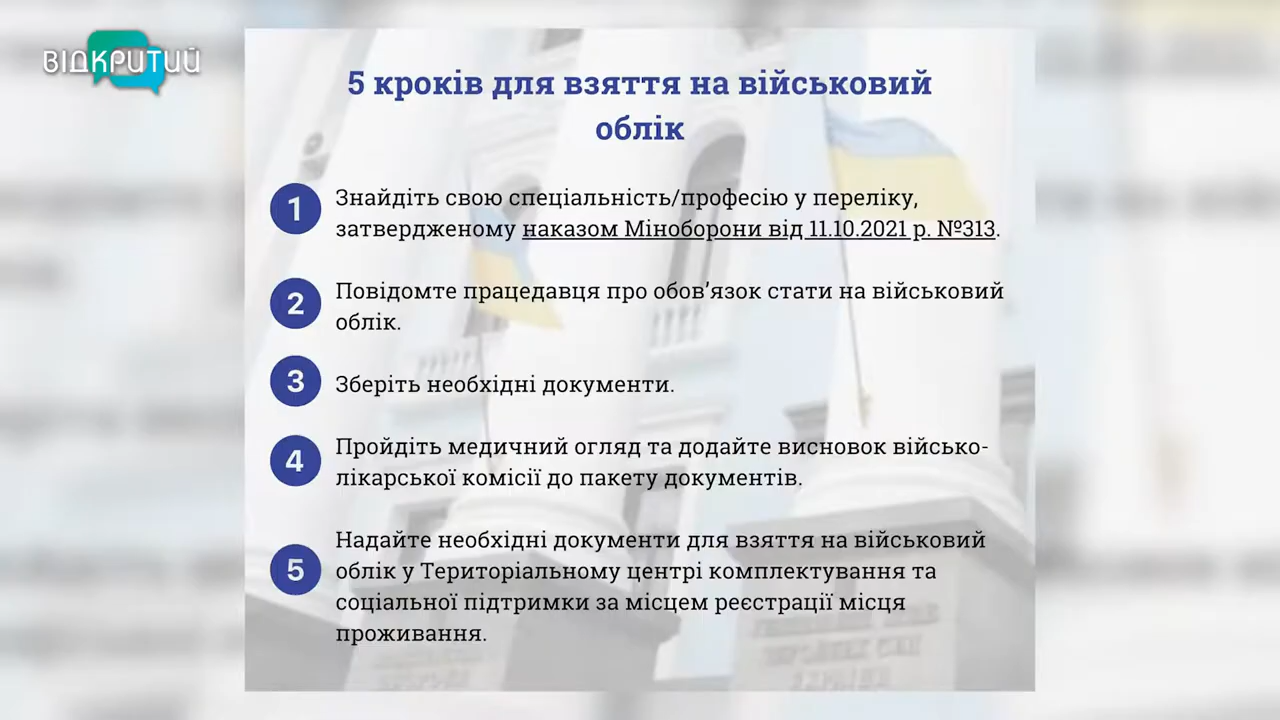 ВІДКРИТИЙ
5 кроків для взяття на військовий
облік
1
Знайдіть свою спеціальність/професію у переліку,
затвердженому наказом Міноборони від 11.10.2021 р. №313.
2
Повідомте працедавця про обов’язок стати на військовий
облік.
3
Зберіть необхідні документи.
4
Пройдіть медичний огляд та додайте висновок військо-
лікарської комісії до пакету документів.
5
Надайте необхідні документи для взяття на військовий
облік у Територіальному центрі комплектування та
соціальної підтримки за місцем реєстрації місця
проживання.